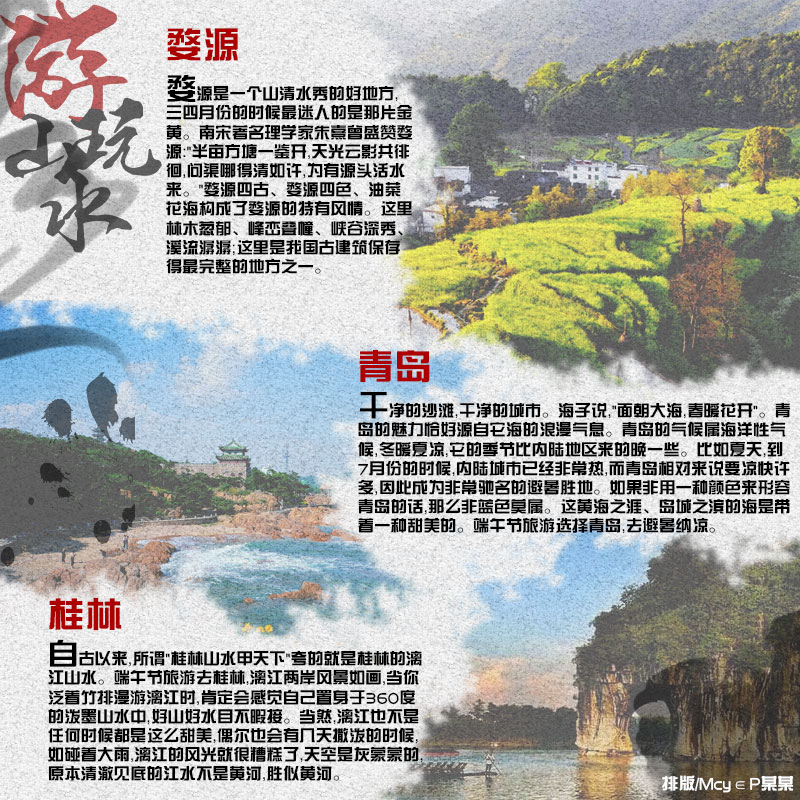 游
山玩
水
婺源
婺源是一个山清水秀的好地方,
三四月份的时候最迷人的是那片金
黄。南宋著名理学家朱熹曾盛赞婺
源:"半亩方塘一鉴开,天光云影共徘
徊,问渠哪得清如许,为有源头活水
来。"婺源四古、婺源四色、油菜
花海构成了婺源的特有风情。这里
林木葱郁、峰峦叠幢、峡谷深秀、
溪流潺潺;这里是我国古建筑保存
得最完整的地方之一。
青岛
干净的沙滩,干净的城市。海子说,"面朝大海,春暖花开"。青
岛的魅力恰好源自它海的浪漫气息。青岛的气候属海洋性气
候,冬暖夏凉,它的季节比内陆地区来的晚一些。比如夏天,到
7月份的时候,内陆城市已经非常热,而青岛相对来说要凉快许
多,因此成为非常驰名的避暑胜地。如果非用一种颜色来形容
青岛的话,那么非蓝色莫属。这黄海之涯、岛城之滨的海是带
着一种甜美的。端午节旅游选择青岛,去避暑纳凉。
桂林
自古以来,所谓"桂林山水甲天下"夸的就是桂林的漓
江山水。端午节旅游去桂林,漓江两岸风景如画,当你
泛着竹排漫游漓江时,肯定会感觉自己置身于360度
的泼墨山水中,好山好水目不暇接。当然,漓江也不是
任何时候都是这么甜美,偶尔也会有几天撒泼的时候,
如碰着大雨,漓江的风光就很糟糕了,天空是灰蒙蒙的,
原本清澈见底的江水不是黄河,胜似黄河。
排版/Mcy∈P某某